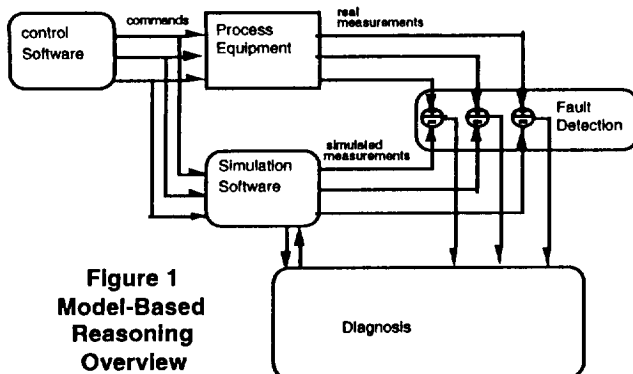 control
Software
commands
Process
Equipment
real
measurements
Fault
Detection
simulated
measurements
Simulation
Software
Figure 1
Model-Based
Reasoning
Overview
Diagnosis